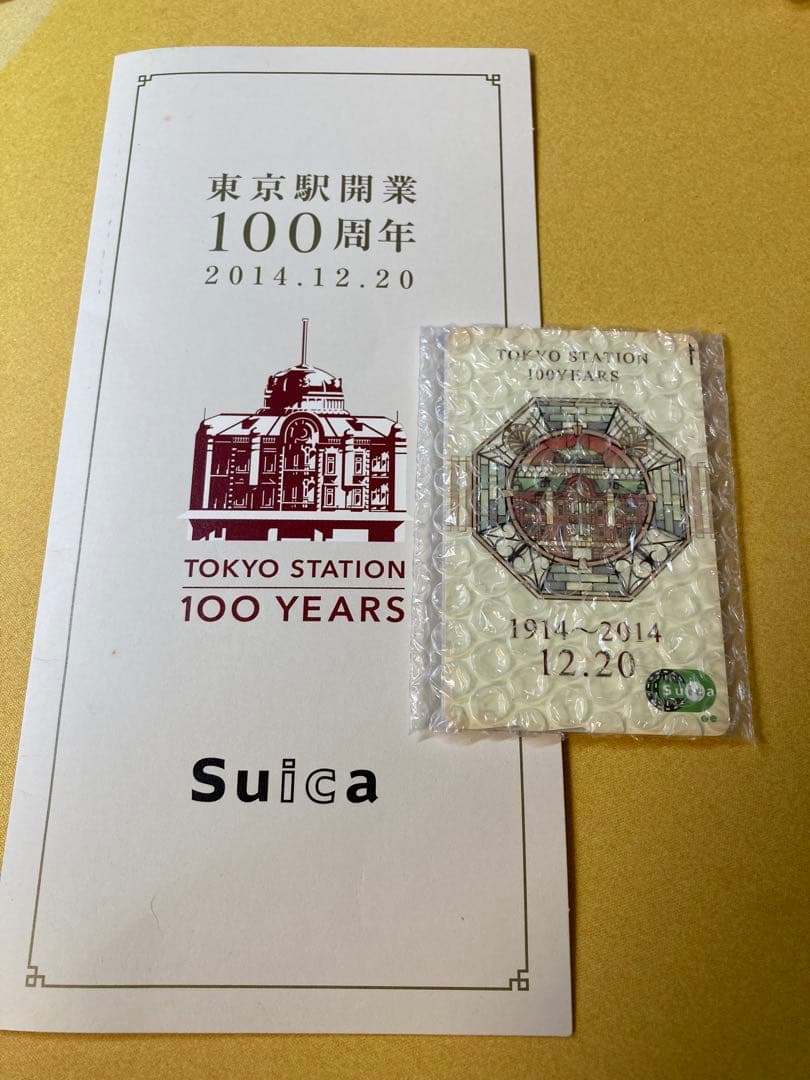 東京駅開業
100周年
2014.12.20
TOKYO STATION
100 YEARS
Suica
TOKYO STATION
100YEARS
1914〜2014
12.20
Suica